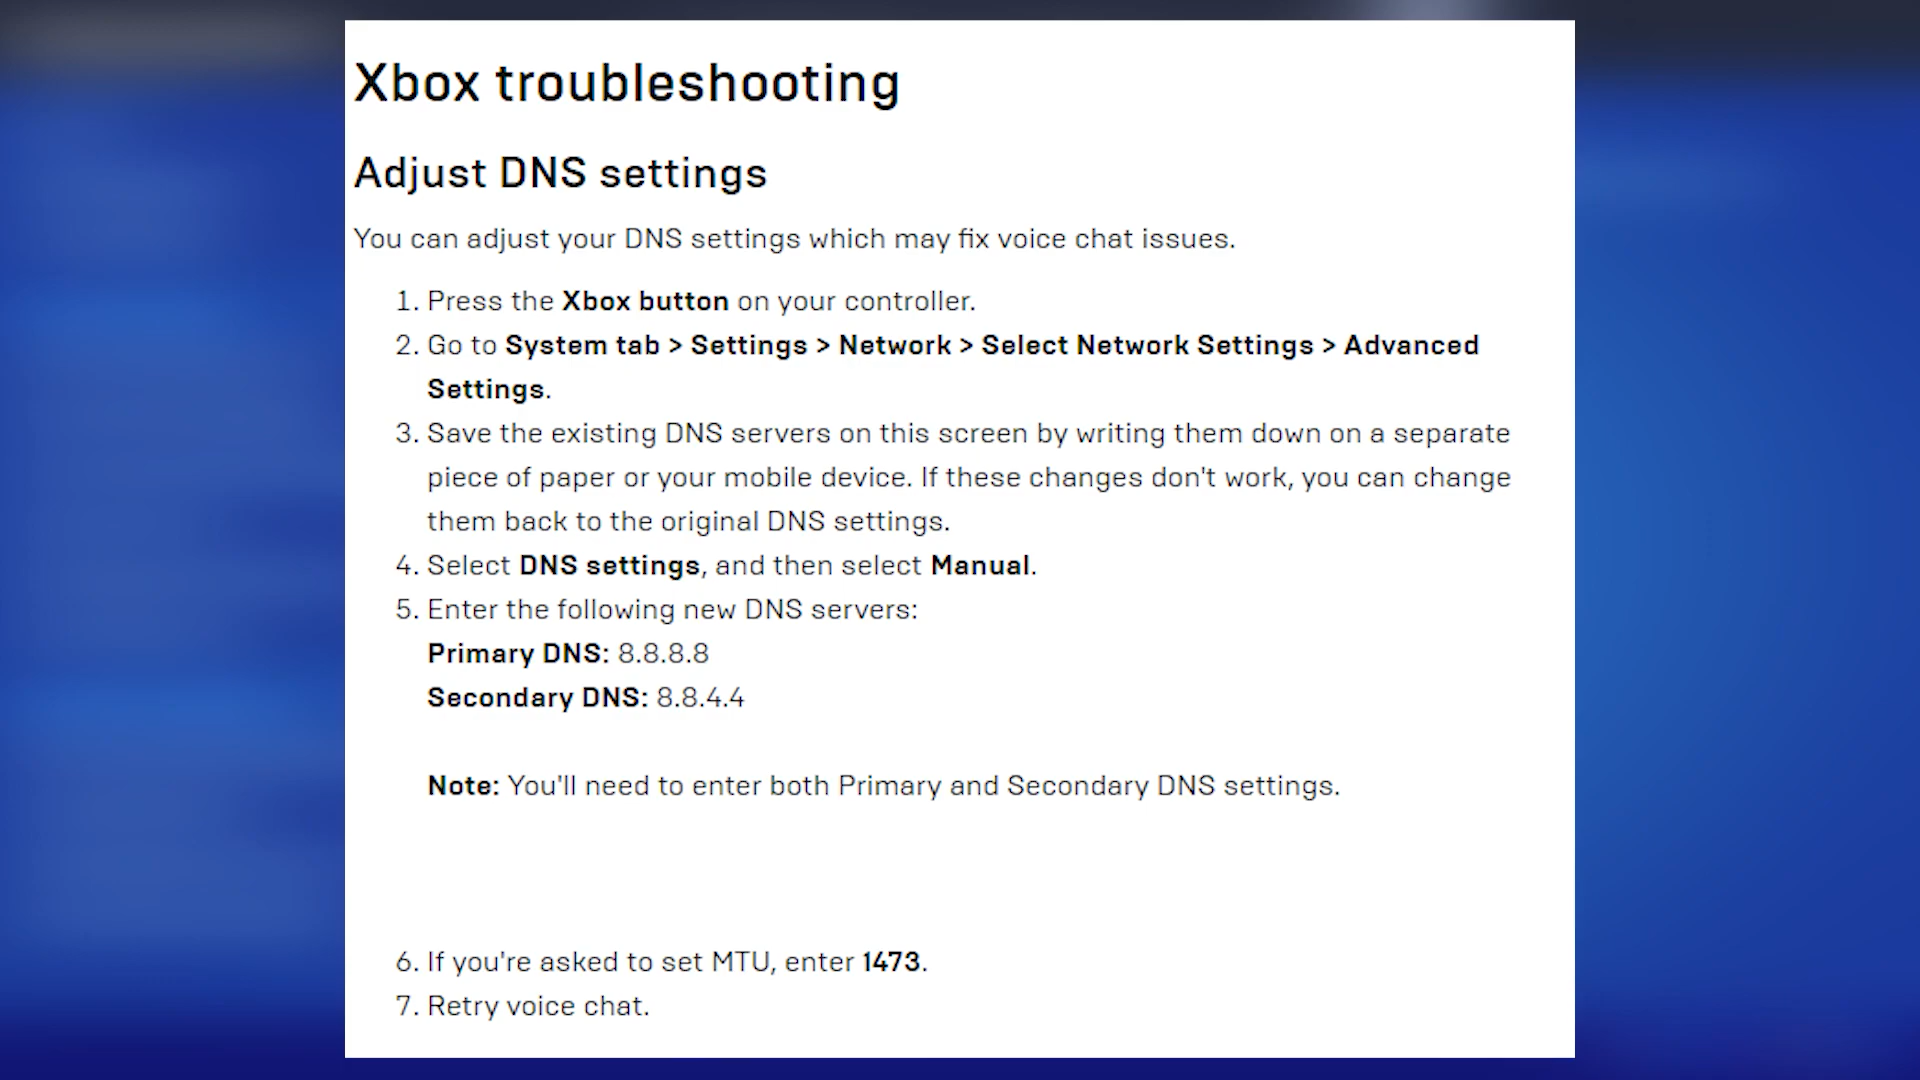 Xbox troubleshooting
Adjust DNS settings
You can adjust your DNS settings which may fix voice chat issues.
1. Press the Xbox button on your controller.
2. Go to System tab > Settings > Network > Select Network Settings > Advanced
Settings.
3. Save the existing DNS servers on this screen by writing them down on a separate
piece of paper or your mobile device. If these changes don't work, you can change
them back to the original DNS settings.
4. Select DNS settings, and then select Manual.
5. Enter the following new DNS servers:
Primary DNS: 8.8.8.8
Secondary DNS: 8.8.4.4
Note: You'll need to enter both Primary and Secondary DNS settings.
6. If you're asked to set MTU, enter 1473.
7. Retry voice chat.